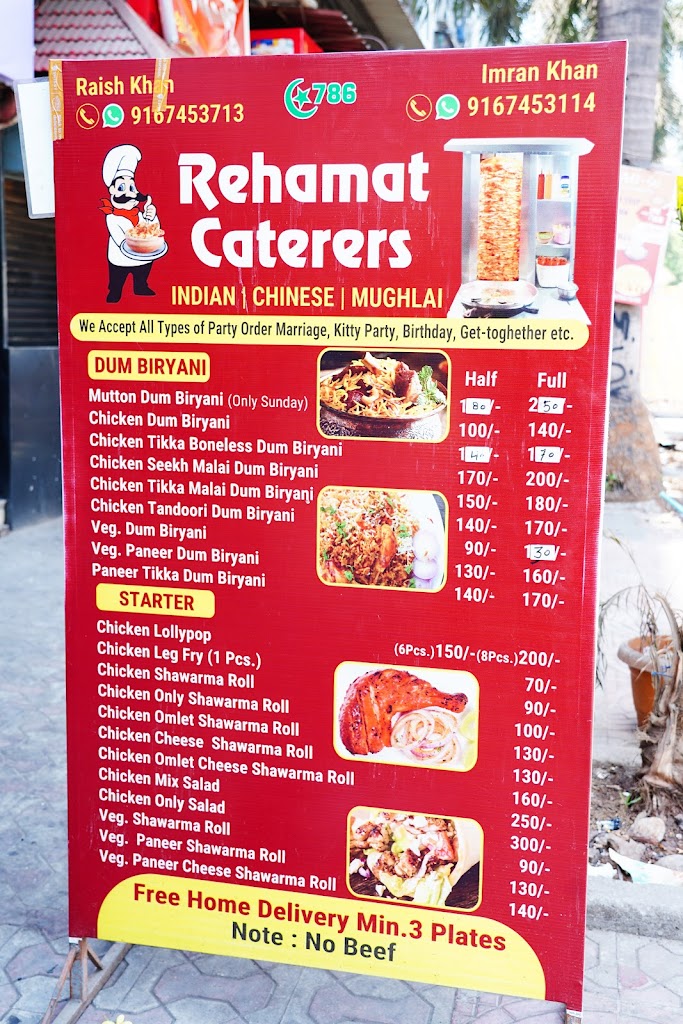 Raish Khan
9167453713
786
Imran Khan
9167453114
Rehamat
Caterers
INDIAN | CHINESE | MUGHLAI
We Accept All Types of Party Order Marriage, Kitty Party, Birthday, Get-toghether etc.
DUM BIRYANI Half Full
Mutton Dum Biryani (Only Sunday) 180/- 250/-
Chicken Dum Biryani 100/- 140/-
Chicken Tikka Boneless Dum Biryani 140/- 170/-
Chicken Seekh Malai Dum Biryani 170/- 200/-
Chicken Tikka Malai Dum Biryani 150/- 180/-
Chicken Tandoori Dum Biryani 140/- 170/-
Veg. Dum Biryani 90/- 130/-
Veg. Paneer Dum Biryani 130/- 160/-
Paneer Tikka Dum Biryani 140/- 170/-
STARTER
Chicken Lollypop (6Pcs.)150/-(8Pcs.)200/-
Chicken Leg Fry (1 Pcs.) 70/-
Chicken Shawarma Roll 90/-
Chicken Only Shawarma Roll 100/-
Chicken Omlet Shawarma Roll 130/-
Chicken Cheese Shawarma Roll 130/-
Chicken Omlet Cheese Shawarma Roll 160/-
Chicken Mix Salad 250/-
Chicken Only Salad 300/-
Veg. Shawarma Roll 90/-
Veg. Paneer Shawarma Roll 130/-
Veg. Paneer Cheese Shawarma Roll 140/-
Free Home Delivery Min.3 Plates
Note : No Beef